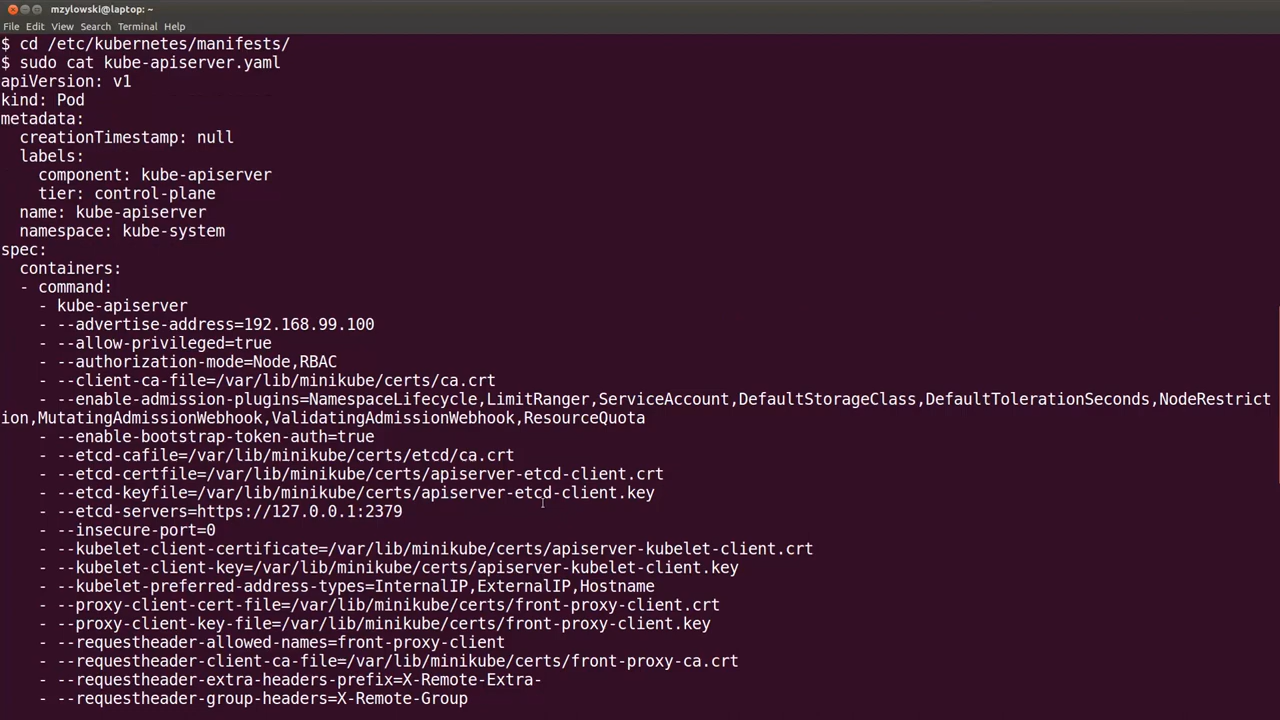 mzylowski@laptop: ~
File Edit View Search Terminal Help
$ cd /etc/kubernetes/manifests/
$ sudo cat kube-apiserver.yaml
apiVersion: v1
kind: Pod
metadata:
  creationTimestamp: null
  labels:
    component: kube-apiserver
    tier: control-plane
  name: kube-apiserver
  namespace: kube-system
spec:
  containers:
  - command:
    - kube-apiserver
    - --advertise-address=192.168.99.100
    - --allow-privileged=true
    - --authorization-mode=Node,RBAC
    - --client-ca-file=/var/lib/minikube/certs/ca.crt
    - --enable-admission-plugins=NamespaceLifecycle,LimitRanger,ServiceAccount,DefaultStorageClass,DefaultTolerationSeconds,NodeRestrict
ion,MutatingAdmissionWebhook,ValidatingAdmissionWebhook,ResourceQuota
    - --enable-bootstrap-token-auth=true
    - --etcd-cafile=/var/lib/minikube/certs/etcd/ca.crt
    - --etcd-certfile=/var/lib/minikube/certs/apiserver-etcd-client.crt
    - --etcd-keyfile=/var/lib/minikube/certs/apiserver-etcd-client.key
    - --etcd-servers=https://127.0.0.1:2379
    - --insecure-port=0
    - --kubelet-client-certificate=/var/lib/minikube/certs/apiserver-kubelet-client.crt
    - --kubelet-client-key=/var/lib/minikube/certs/apiserver-kubelet-client.key
    - --kubelet-preferred-address-types=InternalIP,ExternalIP,Hostname
    - --proxy-client-cert-file=/var/lib/minikube/certs/front-proxy-client.crt
    - --proxy-client-key-file=/var/lib/minikube/certs/front-proxy-client.key
    - --requestheader-allowed-names=front-proxy-client
    - --requestheader-client-ca-file=/var/lib/minikube/certs/front-proxy-ca.crt
    - --requestheader-extra-headers-prefix=X-Remote-Extra-
    - --requestheader-group-headers=X-Remote-Group